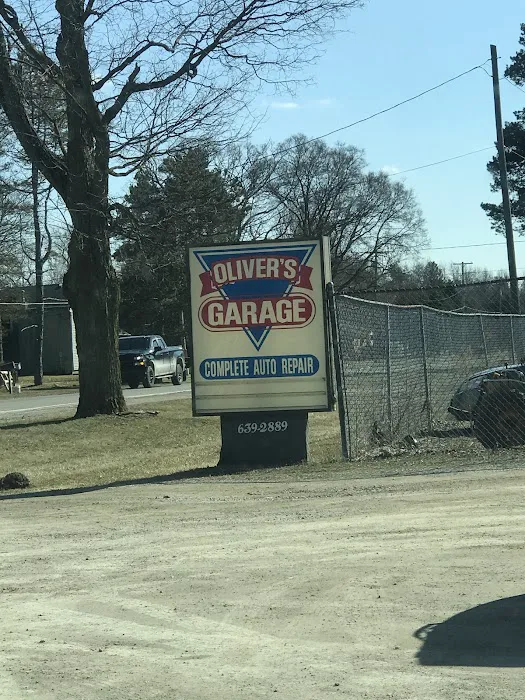 OLIVER'S
GARAGE
COMPLETE AUTO REPAIR
639-2889